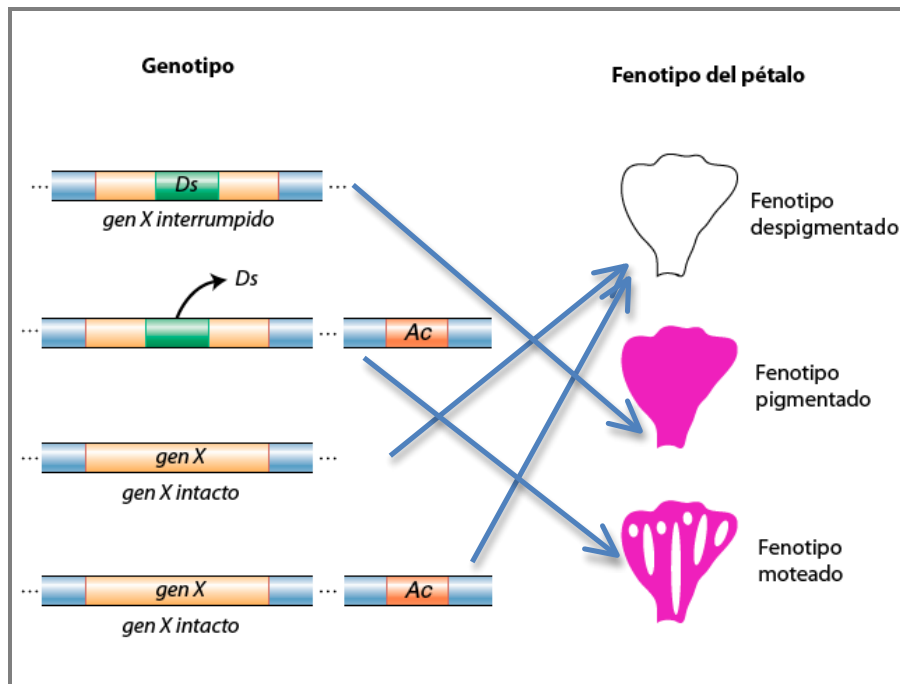 Genotipo
Fenotipo del pétalo
... Ds ...
gen X interrumpido
Fenotipo
despigmentado
Ds
... ... Ac
Fenotipo
pigmentado
... gen X ...
gen X intacto
Fenotipo
moteado
... gen X ... Ac
gen X intacto